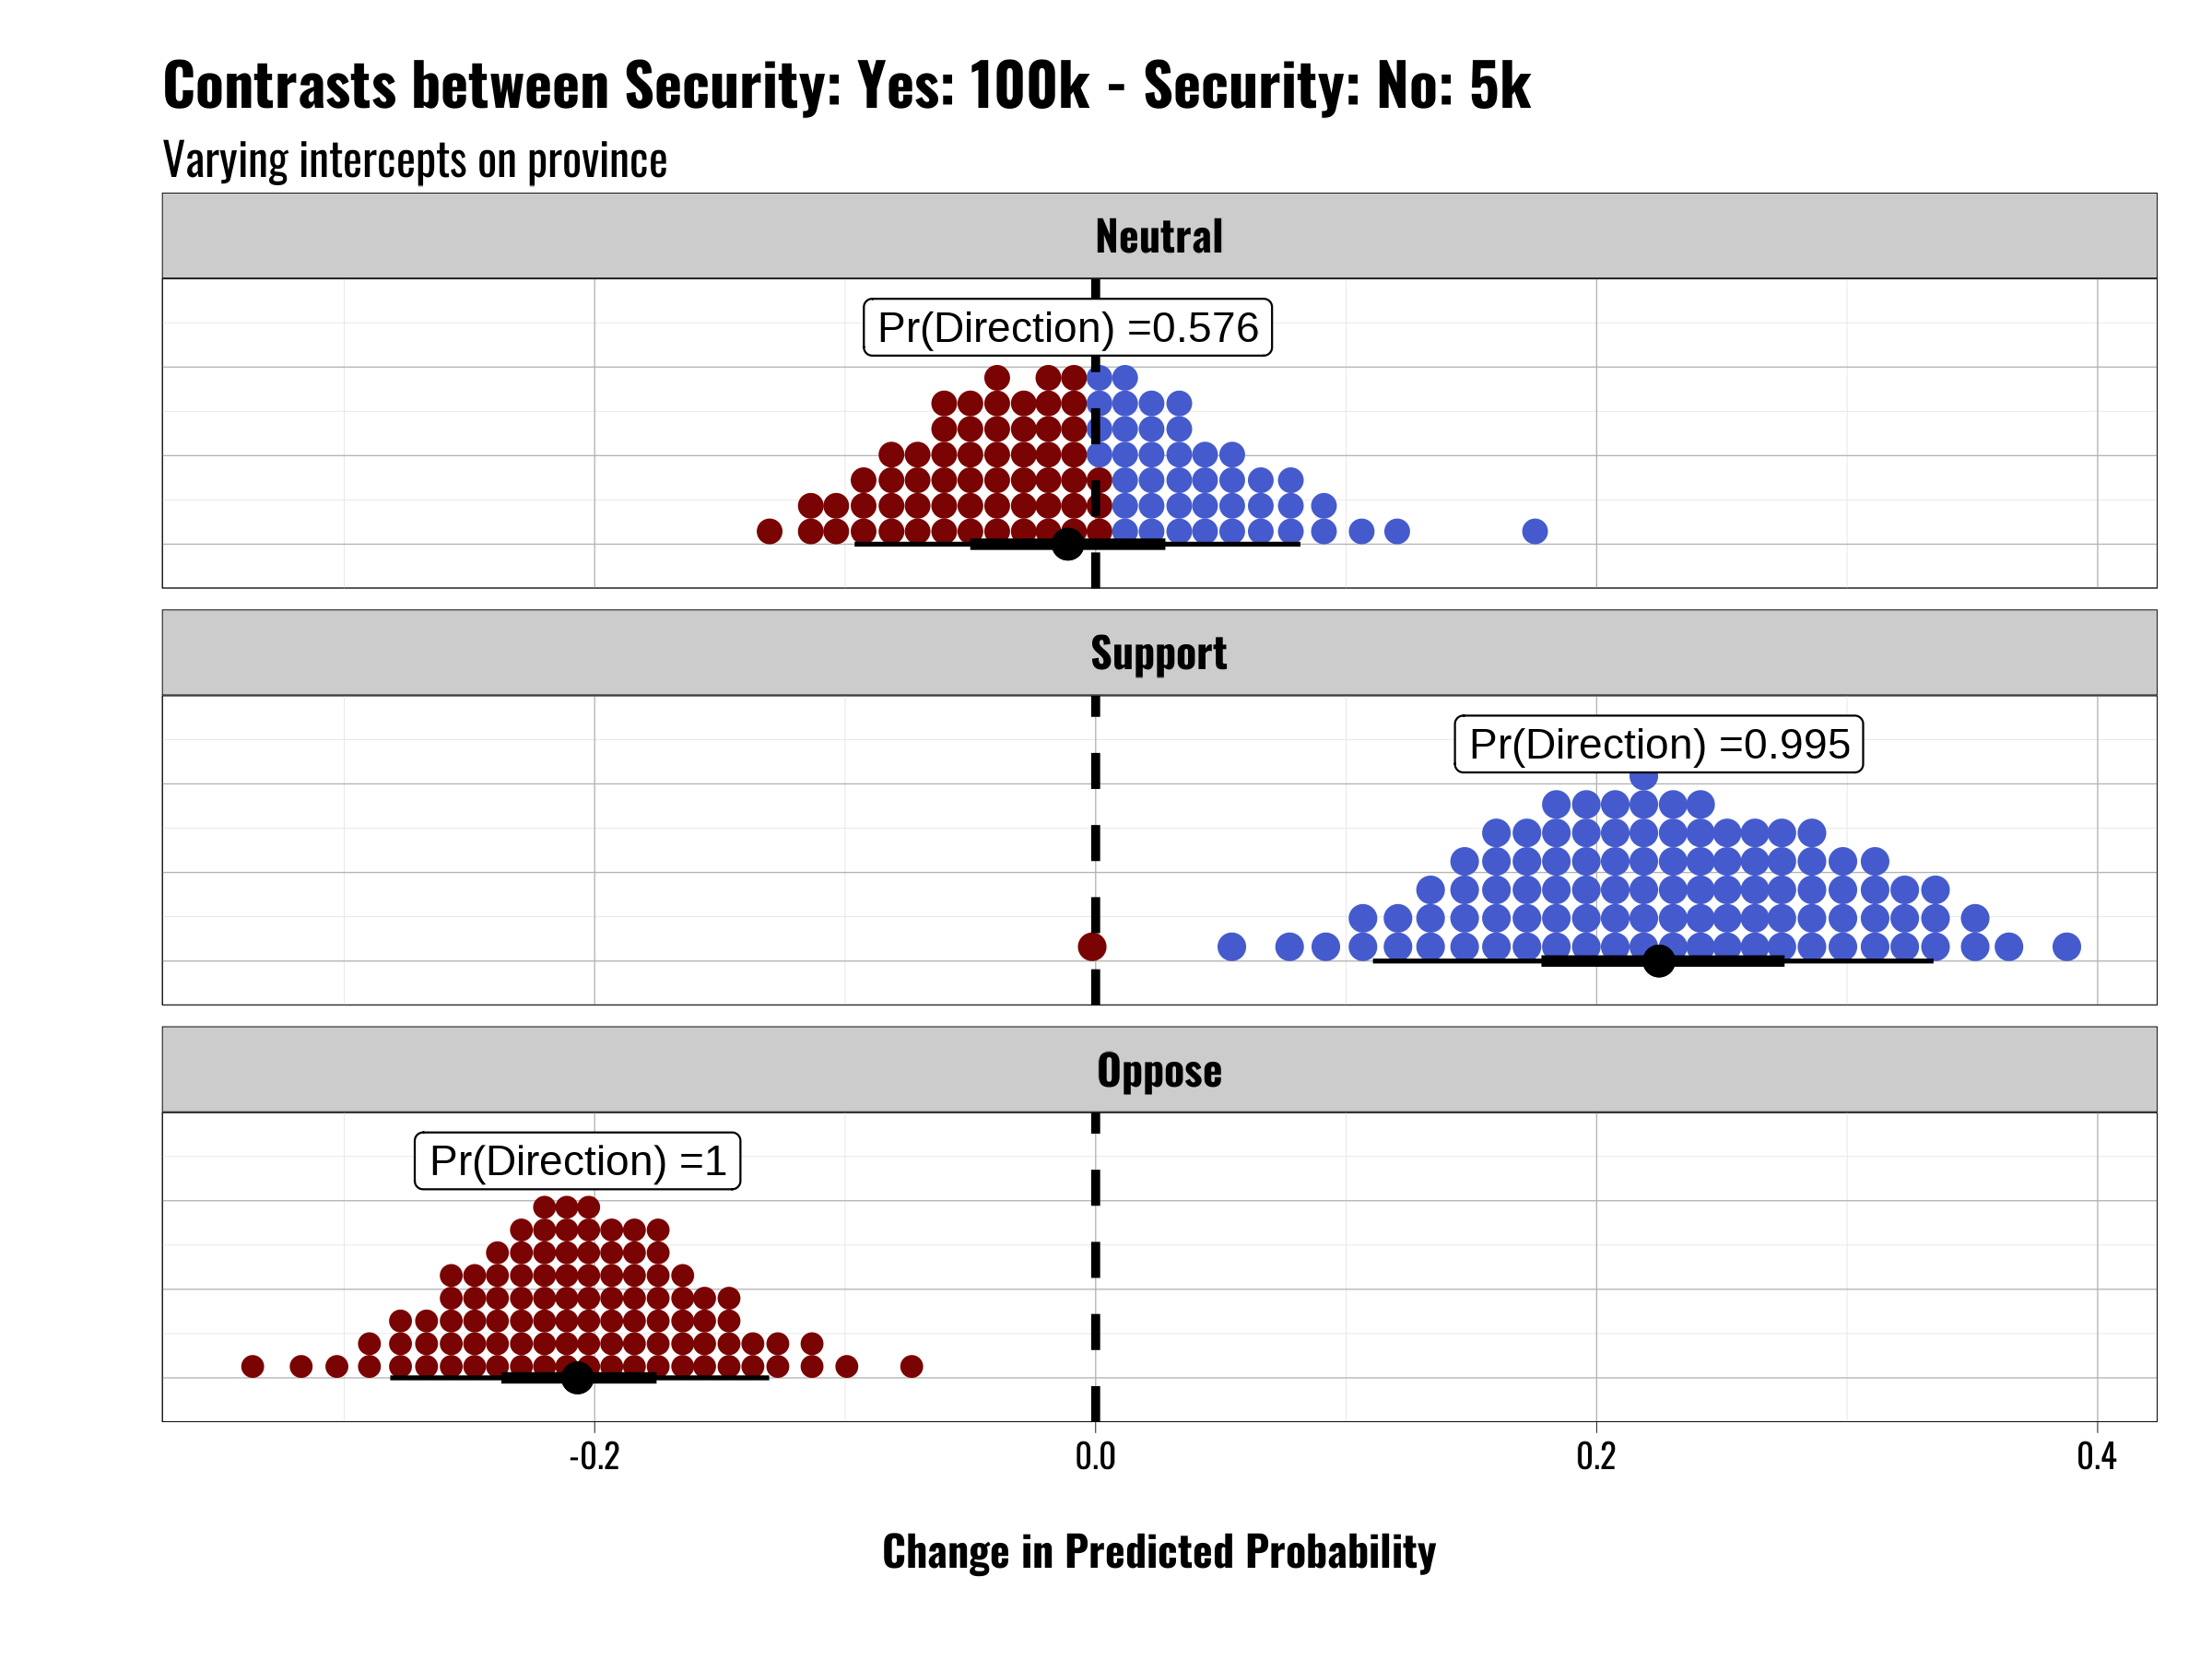 Contrasts between Security: Yes: 100k - Security: No: 5k
Varying intercepts on province
Neutral
Pr(Direction) =0.576
Support
Pr(Direction) =0.995
Oppose
Pr(Direction) =1
-0.2 0.0 0.2 0.4
Change in Predicted Probability